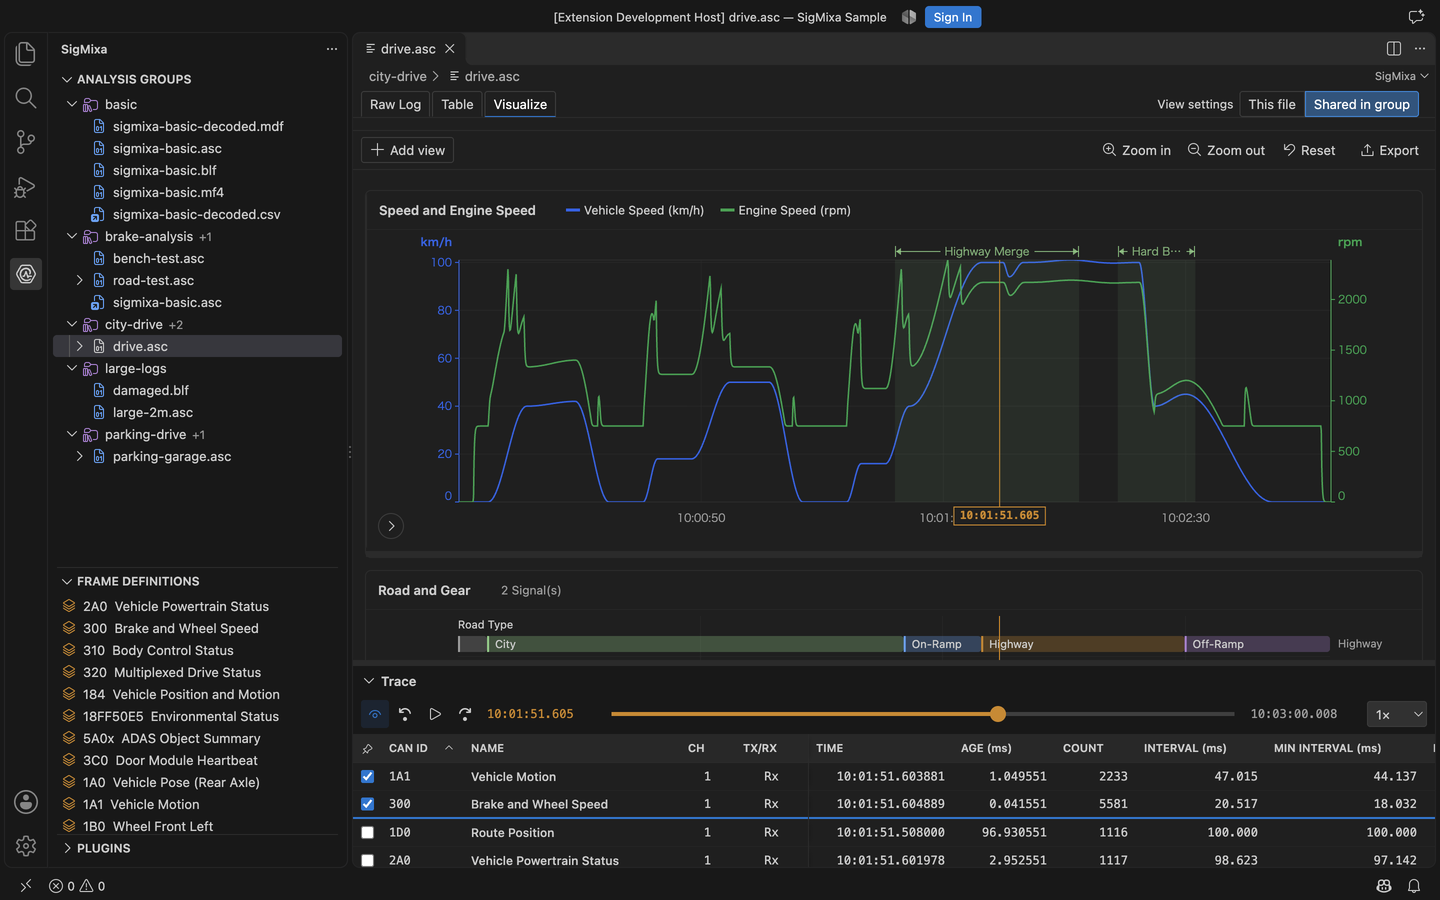 [Extension Development Host] drive.asc — SigMixa Sample
Sign In
SigMixa
ANALYSIS GROUPS
basic
sigmixa-basic-decoded.mdf
sigmixa-basic.asc
sigmixa-basic.blf
sigmixa-basic.mf4
sigmixa-basic-decoded.csv
brake-analysis +1
bench-test.asc
road-test.asc
sigmixa-basic.asc
city-drive +2
drive.asc
large-logs
damaged.blf
large-2m.asc
parking-drive +1
parking-garage.asc
FRAME DEFINITIONS
2A0 Vehicle Powertrain Status
300 Brake and Wheel Speed
310 Body Control Status
320 Multiplexed Drive Status
184 Vehicle Position and Motion
18FF50E5 Environmental Status
5A0x ADAS Object Summary
3C0 Door Module Heartbeat
1A0 Vehicle Pose (Rear Axle)
1A1 Vehicle Motion
1B0 Wheel Front Left
PLUGINS
drive.asc
city-drive > drive.asc
SigMixa
Raw Log Table Visualize
View settings This file Shared in group
Add view
Zoom in Zoom out Reset Export
Speed and Engine Speed Vehicle Speed (km/h) Engine Speed (rpm)
km/h
rpm
Highway Merge Hard B···
100
80
60
40
20
0
2000
1500
1000
500
0
10:00:50 10:01: 10:01:51.605 10:02:30
Road and Gear 2 Signal(s)
Road Type
City On-Ramp Highway Off-Ramp Highway
Trace
10:01:51.605 10:03:00.008 1x
CAN ID NAME CH TX/RX TIME AGE (ms) COUNT INTERVAL (ms) MIN INTERVAL (ms)
1A1 Vehicle Motion 1 Rx 10:01:51.603881 1.049551 2233 47.015 44.137
300 Brake and Wheel Speed 1 Rx 10:01:51.604889 0.041551 5581 20.517 18.032
1D0 Route Position 1 Rx 10:01:51.508000 96.930551 1116 100.000 100.000
2A0 Vehicle Powertrain Status 1 Rx 10:01:51.601978 2.952551 1117 98.623 97.142
0 0